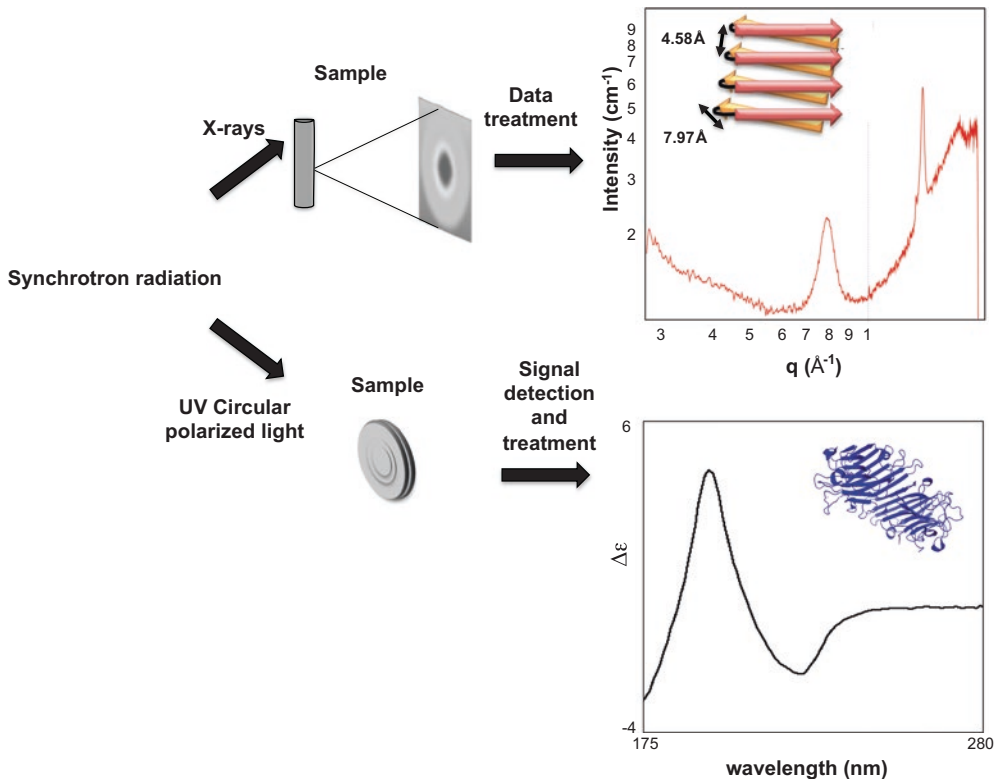 Sample
X-rays
Data
treatment
Synchrotron radiation
UV Circular
polarized light
Sample
Signal
detection
and
treatment
Intensity (cm-1)
9
8
7
6
5
4
3
2
4.58Å
7.97Å
3 4 5 6 7 8 9 1
q (Å-1)
6
Δε
-4
175 280
wavelength (nm)